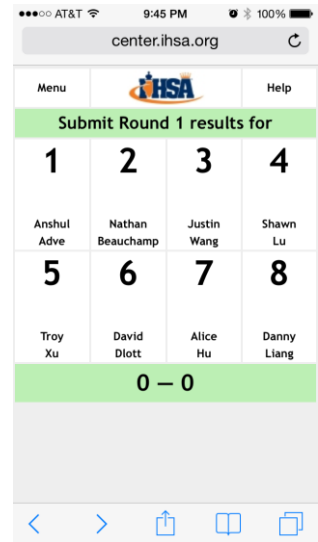 AT&T 9:45 PM 100%
center.ihsa.org
Menu IHSA Help
Submit Round 1 results for
1 2 3 4
Anshul Nathan Justin Shawn
Adve Beauchamp Wang Lu
5 6 7 8
Troy David Alice Danny
Xu Dlott Hu Liang
0 — 0